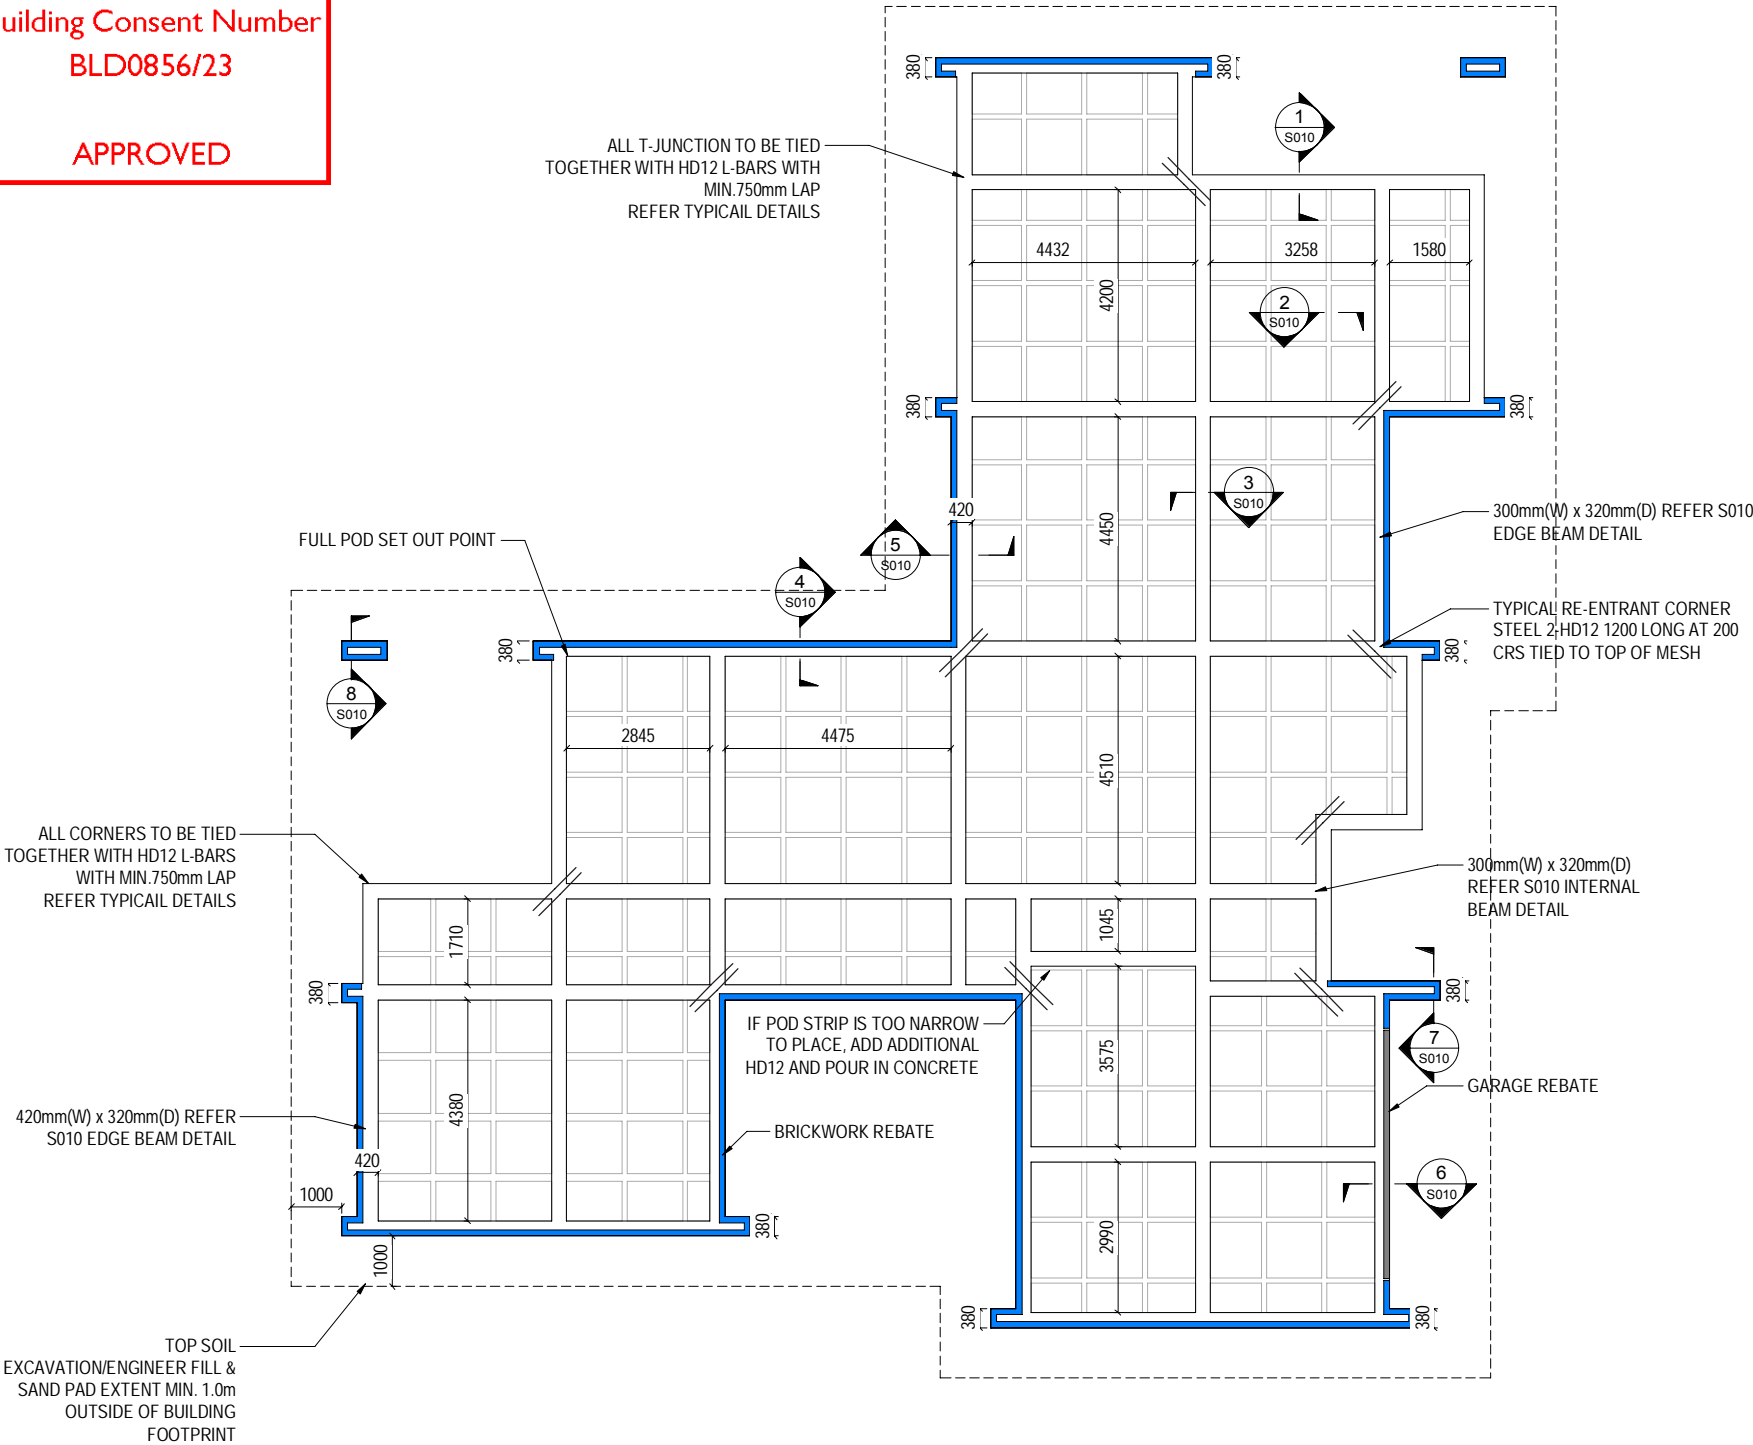 uilding Consent Number
BLD0856/23
APPROVED
380
380
1
S010
ALL T-JUNCTION TO BE TIED
TOGETHER WITH HD12 L-BARS WITH
MIN.750mm LAP
REFER TYPICAIL DETAILS
4432
3258
1580
4200
2
S010
380
380
3
S010
420
4450
300mm(W) x 320mm(D) REFER S010
EDGE BEAM DETAIL
FULL POD SET OUT POINT
5
S010
4
S010
TYPICAL RE-ENTRANT CORNER
STEEL 2-HD12 1200 LONG AT 200
CRS TIED TO TOP OF MESH
380
380
8
S010
2845
4475
4510
ALL CORNERS TO BE TIED
TOGETHER WITH HD12 L-BARS
WITH MIN.750mm LAP
REFER TYPICAIL DETAILS
300mm(W) x 320mm(D)
REFER S010 INTERNAL
BEAM DETAIL
1710
1045
380
380
IF POD STRIP IS TOO NARROW
TO PLACE, ADD ADDITIONAL
HD12 AND POUR IN CONCRETE
3575
7
S010
GARAGE REBATE
4380
420mm(W) x 320mm(D) REFER
S010 EDGE BEAM DETAIL
BRICKWORK REBATE
420
1000
6
S010
380
2990
1000
380
380
TOP SOIL
EXCAVATION/ENGINEER FILL &
SAND PAD EXTENT MIN. 1.0m
OUTSIDE OF BUILDING
FOOTPRINT